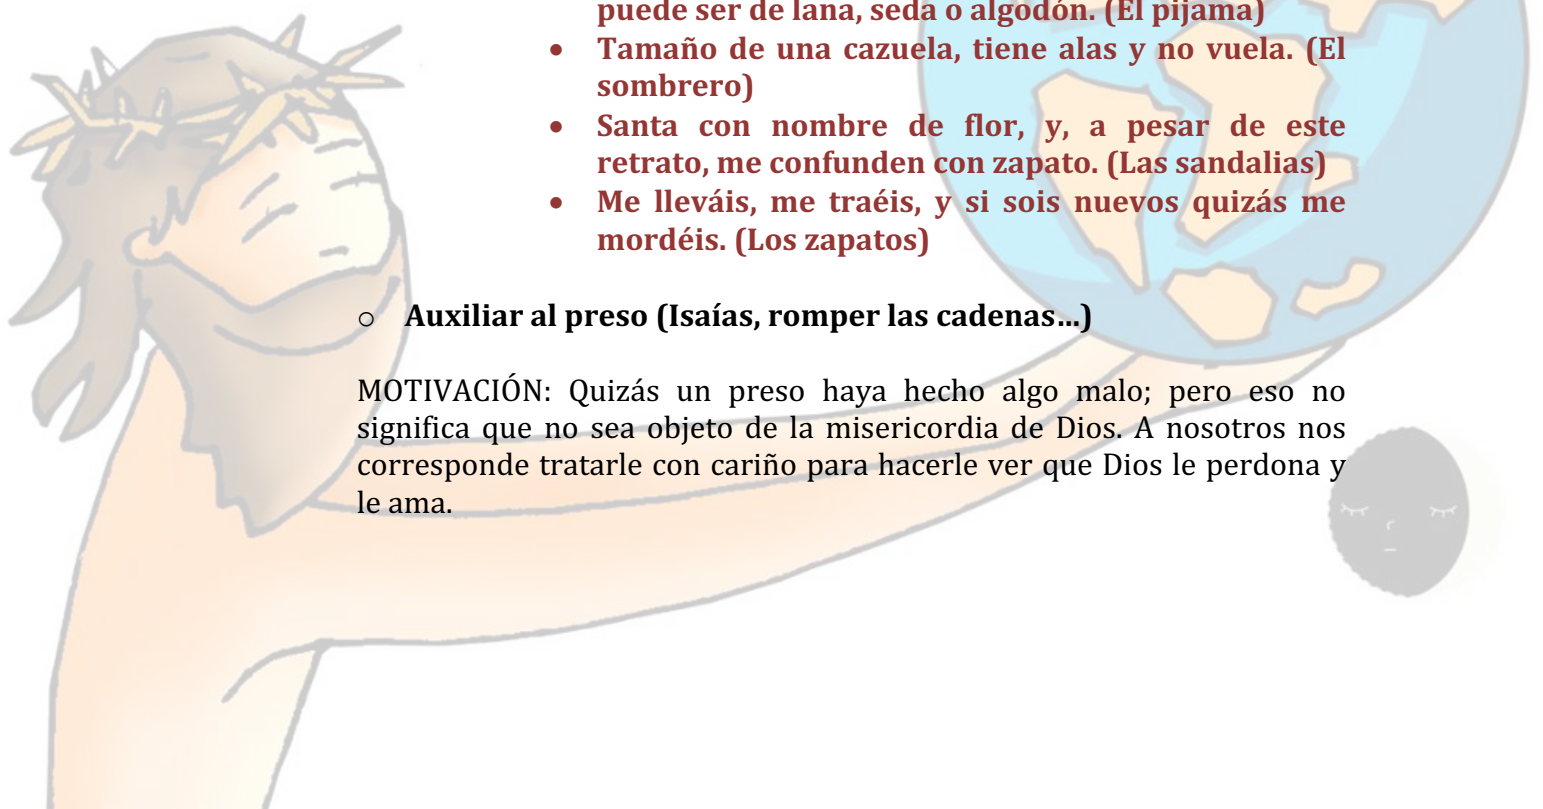 puede ser de lana, seda o algodón. (El pijama)
• Tamaño de una cazuela, tiene alas y no vuela. (El
sombrero)
• Santa con nombre de flor, y, a pesar de este
retrato, me confunden con zapato. (Las sandalias)
• Me lleváis, me traéis, y si sois nuevos quizás me
mordéis. (Los zapatos)
o Auxiliar al preso (Isaías, romper las cadenas…)
MOTIVACIÓN: Quizás un preso haya hecho algo malo; pero eso no
significa que no sea objeto de la misericordia de Dios. A nosotros nos
corresponde tratarle con cariño para hacerle ver que Dios le perdona y
le ama.